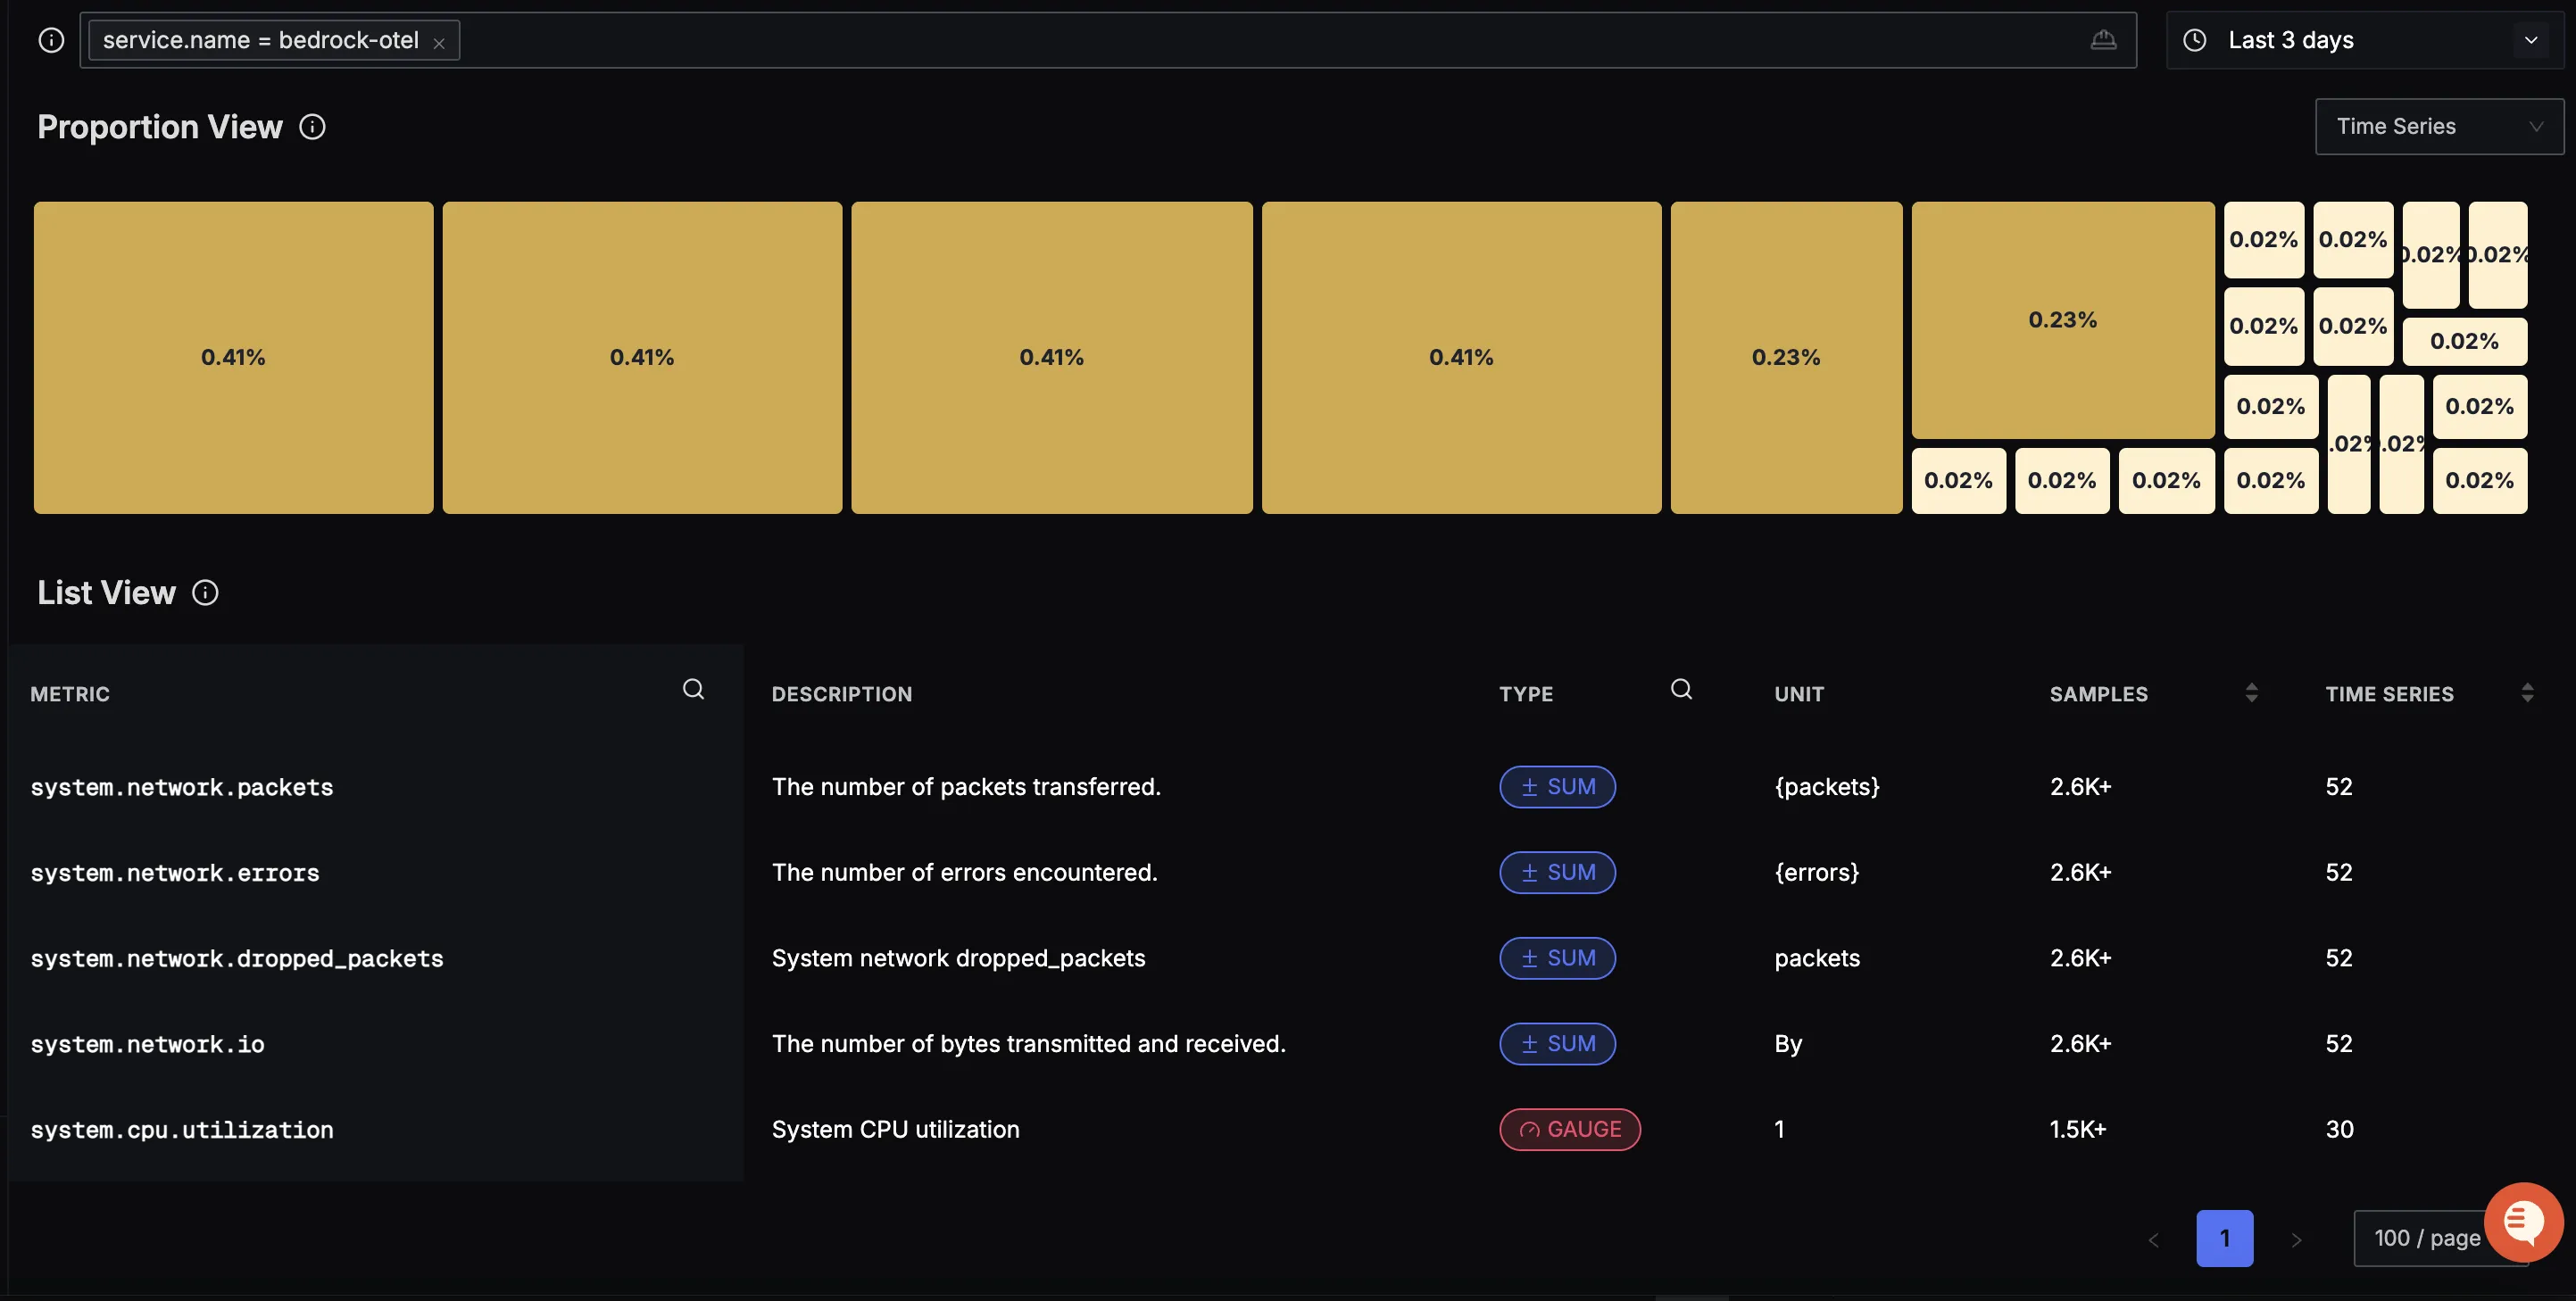 service.name = bedrock-otel
Last 3 days
Proportion View
Time Series
0.41%
0.41%
0.41%
0.41%
0.23%
0.23%
0.02%
0.02%
0.02%
0.02%
0.02%
0.02%
0.02%
0.02%
.02%
.02%
0.02%
0.02%
0.02%
0.02%
0.02%
0.02%
List View
METRIC DESCRIPTION TYPE UNIT SAMPLES TIME SERIES
system.network.packets The number of packets transferred. SUM {packets} 2.6K+ 52
system.network.errors The number of errors encountered. SUM {errors} 2.6K+ 52
system.network.dropped_packets System network dropped_packets SUM packets 2.6K+ 52
system.network.io The number of bytes transmitted and received. SUM By 2.6K+ 52
system.cpu.utilization System CPU utilization GAUGE 1 1.5K+ 30
< 1 > 100 / page